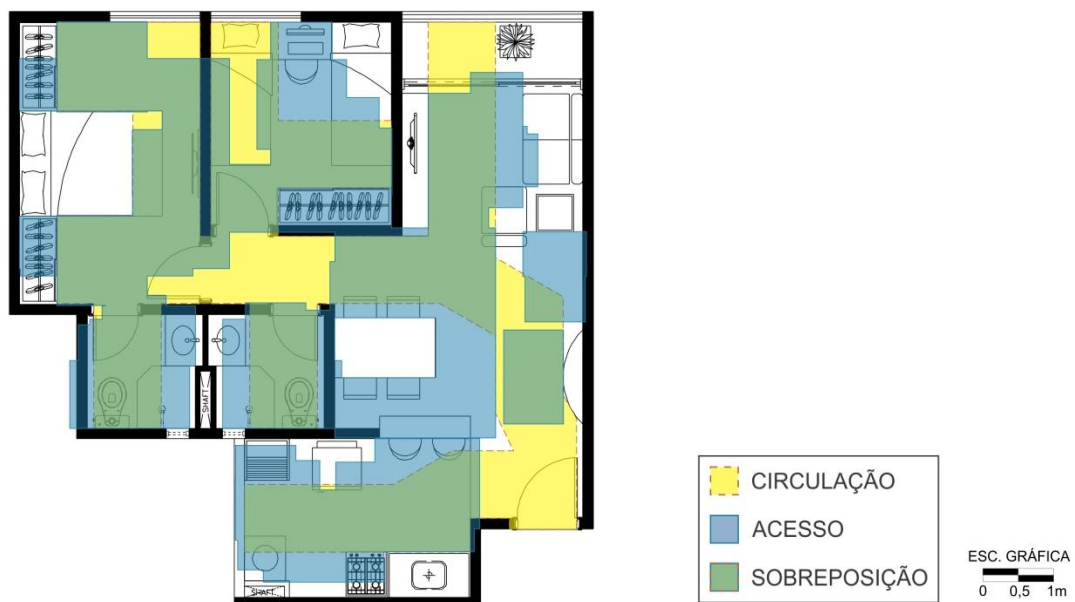 SHAFT
SHAFT
CIRCULAÇÃO
ACESSO
SOBREPOSIÇÃO
ESC. GRÁFICA
0 0,5 1m